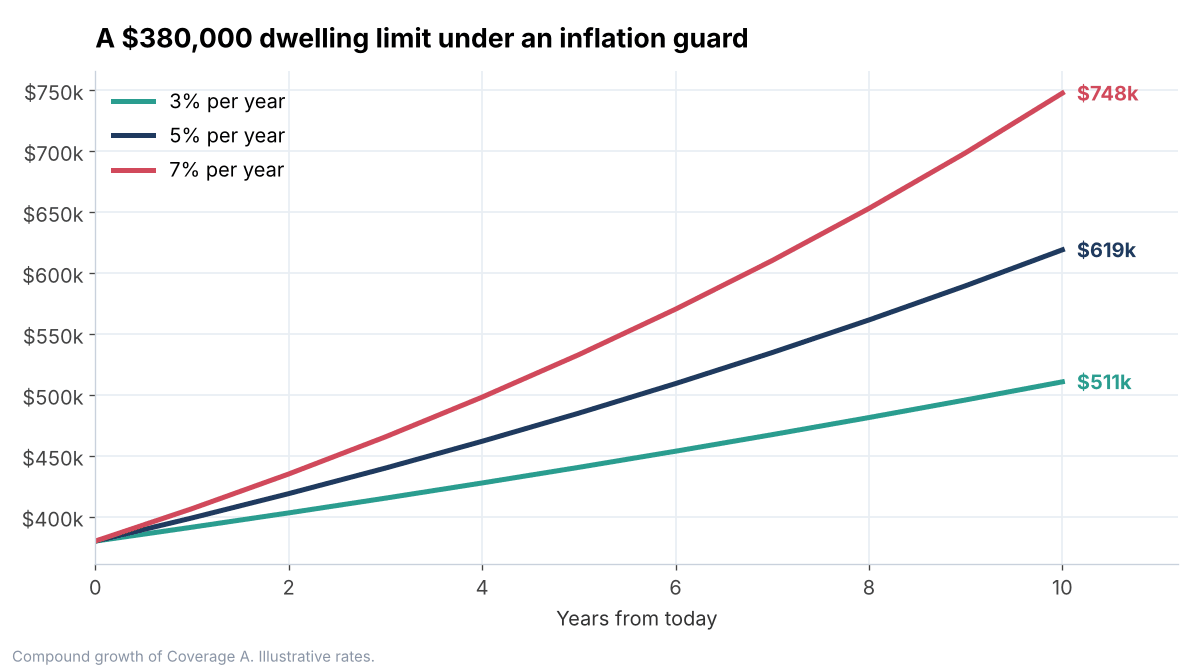 A $380,000 dwelling limit under an inflation guard
$750k
$700k
$650k
$600k
$550k
$500k
$450k
$400k
3% per year
5% per year
7% per year
$748k
$619k
$511k
0 2 4 6 8 10
Years from today
Compound growth of Coverage A. Illustrative rates.